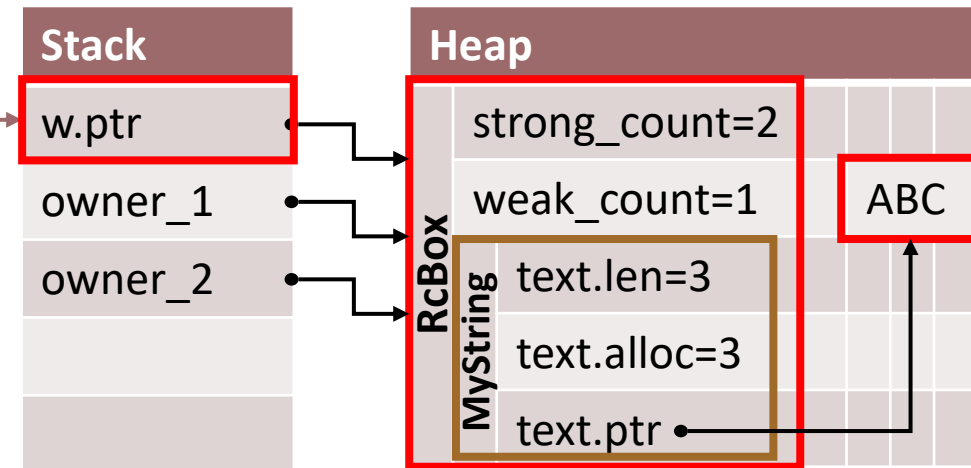 Stack
w.ptr
owner_1
owner_2
Heap
RcBox
strong_count=2
weak_count=1
MyString
text.len=3
text.alloc=3
text.ptr
ABC